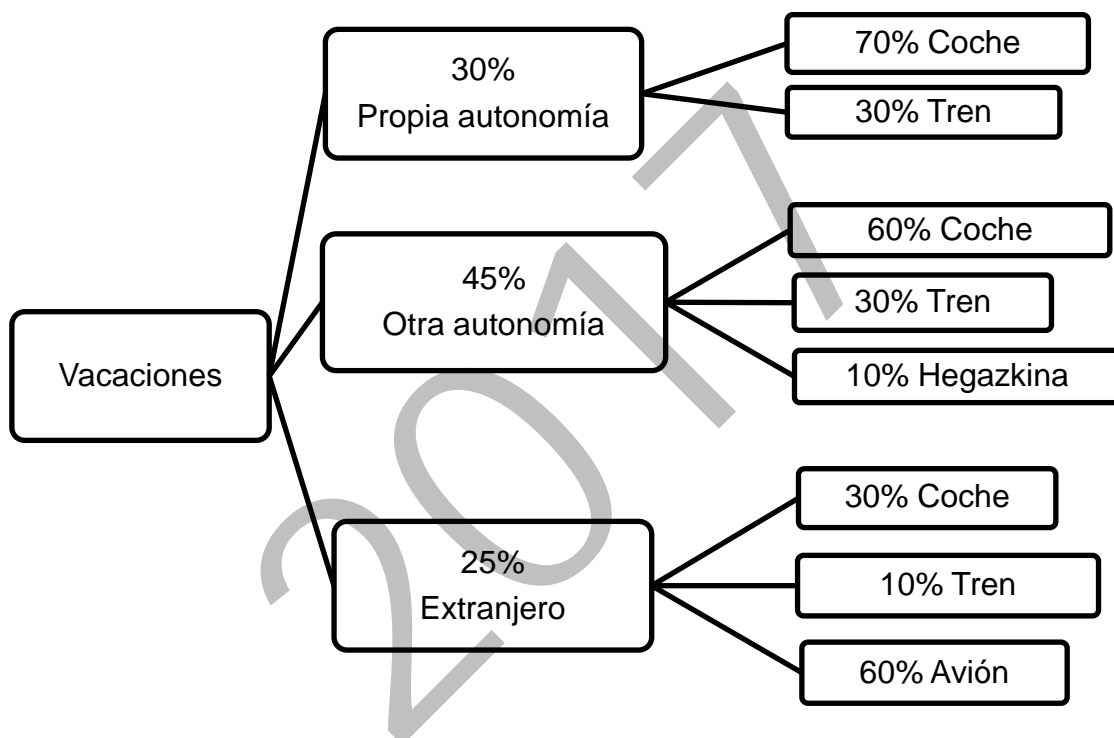 Vacaciones
30%
Propia autonomía
70% Coche
30% Tren
45%
Otra autonomía
60% Coche
30% Tren
10% Hegazkina
25%
Extranjero
30% Coche
10% Tren
60% Avión
2017